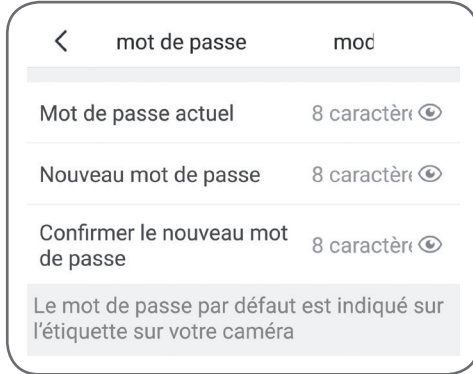 mot de passe mod
Mot de passe actuel 8 caractère
Nouveau mot de passe 8 caractère
Confirmer le nouveau mot
de passe 8 caractère
Le mot de passe par défaut est indiqué sur
l'étiquette sur votre caméra